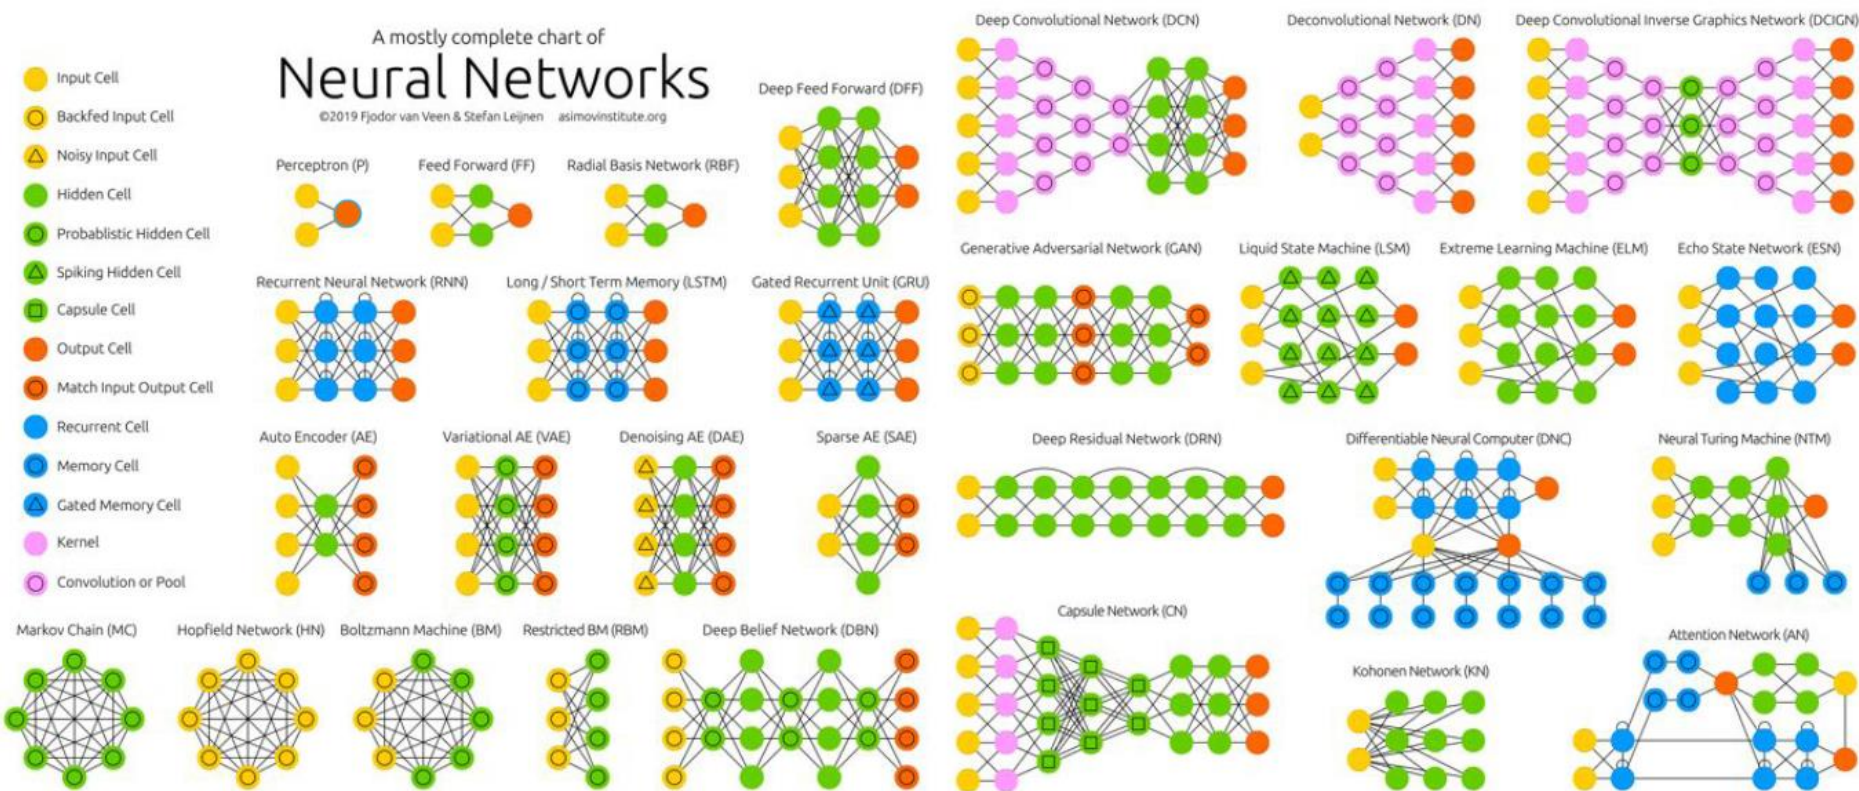 A mostly complete chart of
Neural Networks
©2019 Fjodor van Veen & Stefan Leijnen    asimovinstitute.org
Input Cell
Backfed Input Cell
Noisy Input Cell
Hidden Cell
Probablistic Hidden Cell
Spiking Hidden Cell
Capsule Cell
Output Cell
Match Input Output Cell
Recurrent Cell
Memory Cell
Gated Memory Cell
Kernel
Convolution or Pool
Deep Feed Forward (DFF)
Perceptron (P)
Feed Forward (FF)
Radial Basis Network (RBF)
Recurrent Neural Network (RNN)
Long / Short Term Memory (LSTM)
Gated Recurrent Unit (GRU)
Auto Encoder (AE)
Variational AE (VAE)
Denoising AE (DAE)
Sparse AE (SAE)
Markov Chain (MC)
Hopfield Network (HN)
Boltzmann Machine (BM)
Restricted BM (RBM)
Deep Belief Network (DBN)
Deep Convolutional Network (DCN)
Deconvolutional Network (DN)
Deep Convolutional Inverse Graphics Network (DCIGN)
Generative Adversarial Network (GAN)
Liquid State Machine (LSM)
Extreme Learning Machine (ELM)
Echo State Network (ESN)
Deep Residual Network (DRN)
Differentiable Neural Computer (DNC)
Neural Turing Machine (NTM)
Capsule Network (CN)
Kohonen Network (KN)
Attention Network (AN)